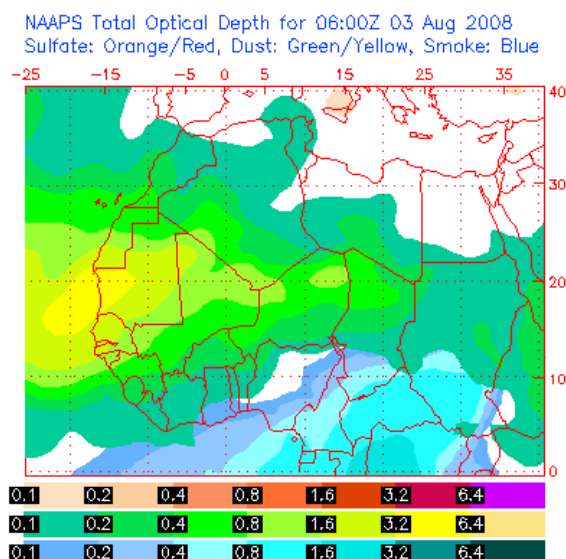 NAAPS Total Optical Depth for 06:00Z 03 Aug 2008
Sulfate: Orange/Red, Dust: Green/Yellow, Smoke: Blue
-25 -15 -5 0 5 15 25 35
40
30
20
10
0
0.1 0.2 0.4 0.8 1.6 3.2 6.4
0.1 0.2 0.4 0.8 1.6 3.2 6.4
0.1 0.2 0.4 0.8 1.6 3.2 6.4